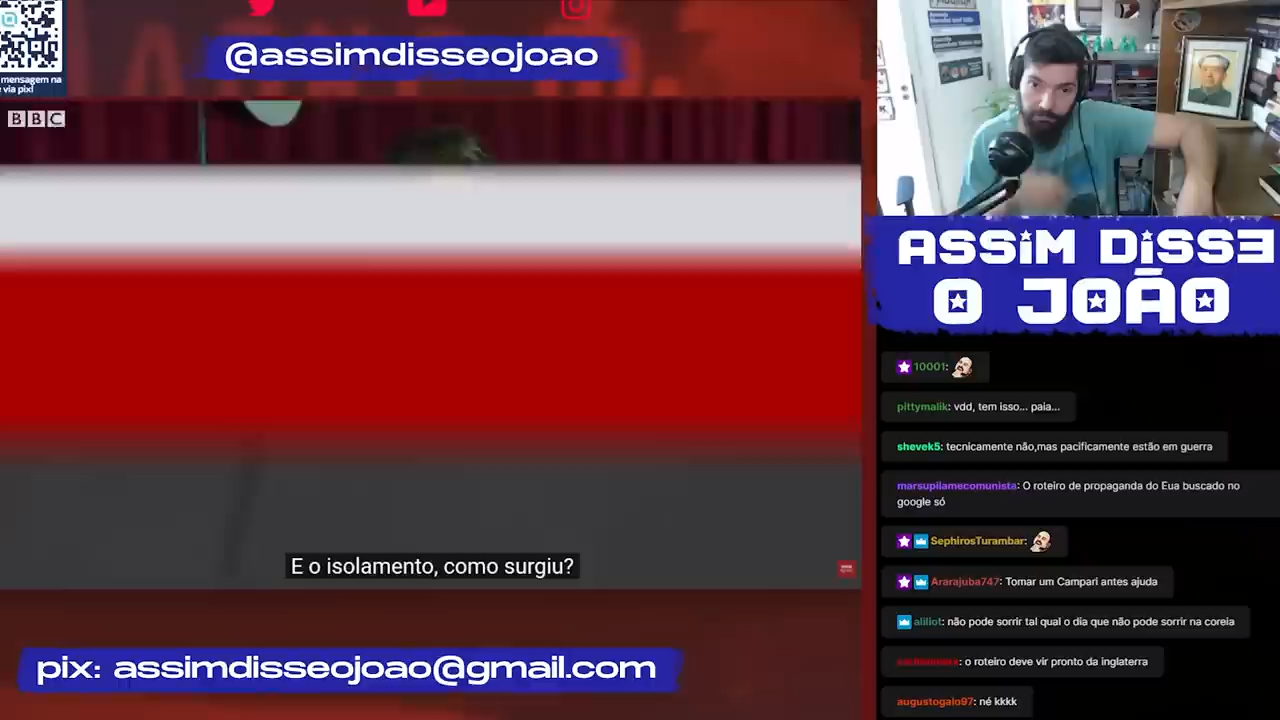 mensagem na
via pix!
@assimdisseojoao
BBC
E o isolamento, como surgiu?
pix: assimdisseojoao@gmail.com
ASSIM DISSE
O JOÃO
10001:
pittymalik: vdd, tem isso... paia...
shevek5: tecnicamente não,mas pacificamente estão em guerra
marsupilamecomunista: O roteiro de propaganda do Eua buscado no
google só
SephirosTurambar:
Ararajuba747: Tomar um Campari antes ajuda
aliliot: não pode sorrir tal qual o dia que não pode sorrir na coreia
: o roteiro deve vir pronto da inglaterra
augustogaio97: né kkkk